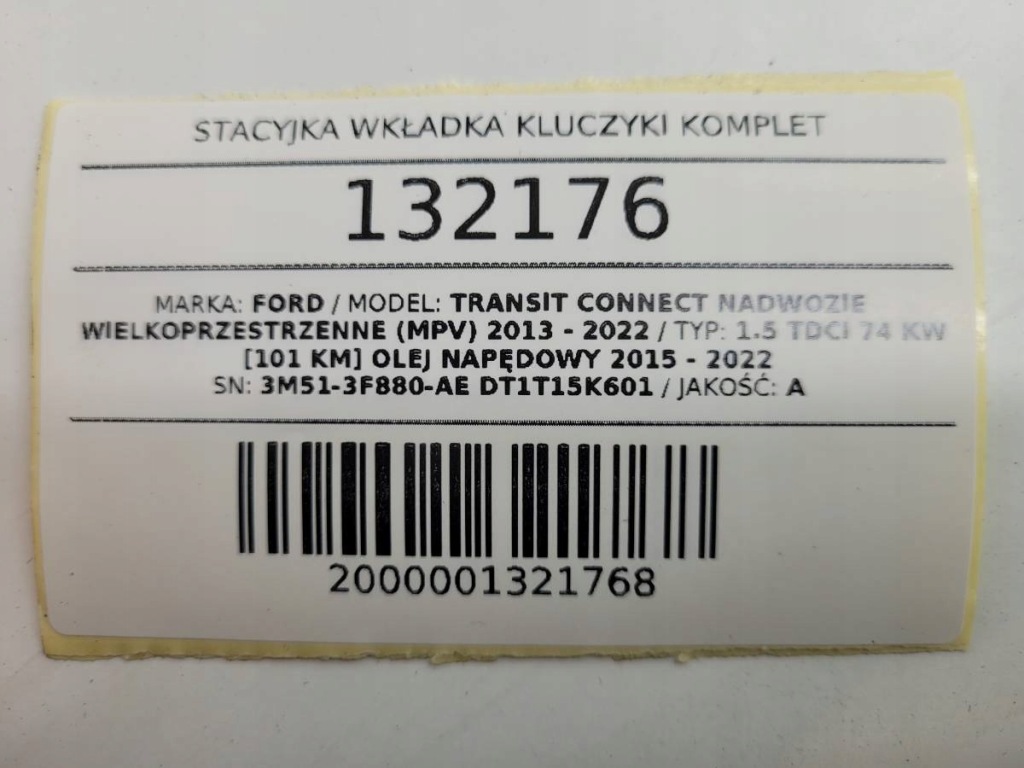 STACYJKA WKŁADKA KLUCZYKI KOMPLET
132176
MARKA: FORD / MODEL: TRANSIT CONNECT NADWOZIE
WIELKOPRZESTRZENNE (MPV) 2013 - 2022 / TYP: 1.5 TDCI 74 KW
[101 KM] OLEJ NAPĘDOWY 2015 - 2022
SN: 3M51-3F880-AE DT1T15K601 / JAKOŚĆ: A
2000001321768